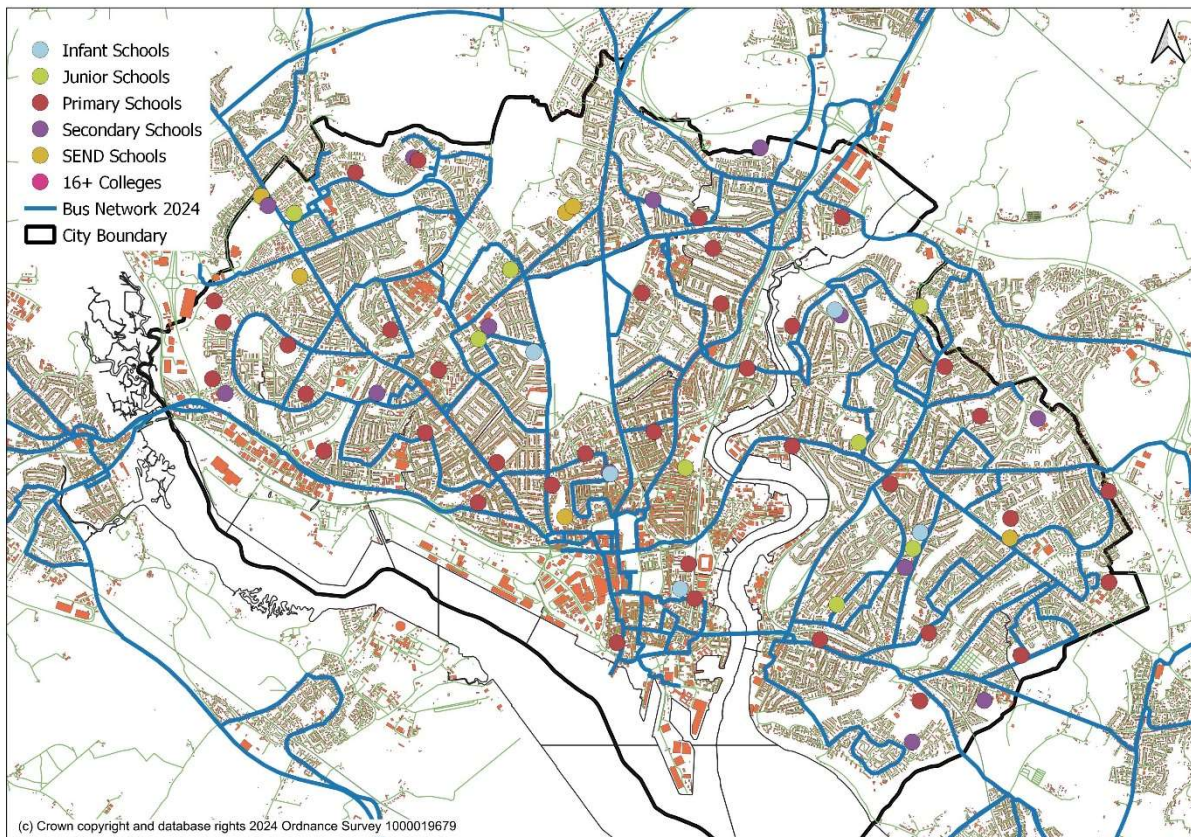 Infant Schools
Junior Schools
Primary Schools
Secondary Schools
SEND Schools
16+ Colleges
Bus Network 2024
City Boundary
(c) Crown copyright and database rights 2024 Ordnance Survey 1000019679